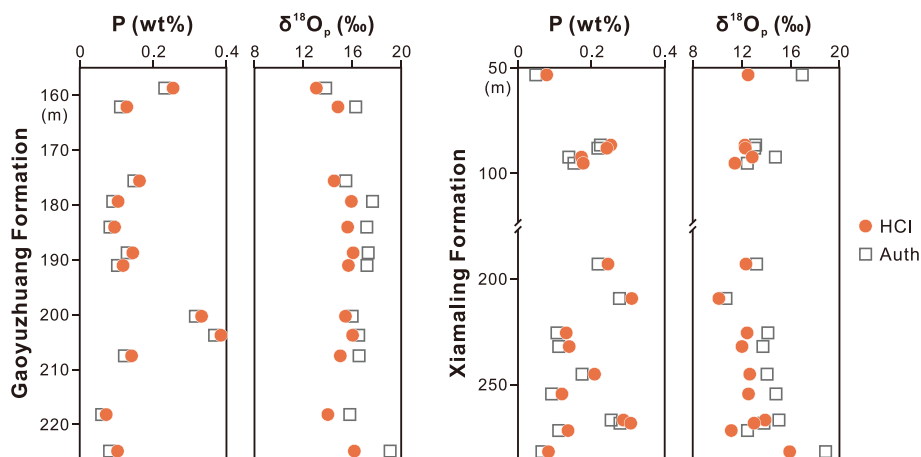 P (wt%)
δ¹⁸Oₚ (‰)
P (wt%)
δ¹⁸Oₚ (‰)
0 0.2 0.4 8 12 16 20
0 0.2 0.4 8 12 16 20
Gaoyuzhuang Formation
160
(m)
170
179
190
200
210
220
Xiamaling Formation
50
(m)
100
200
250
HCl
Auth